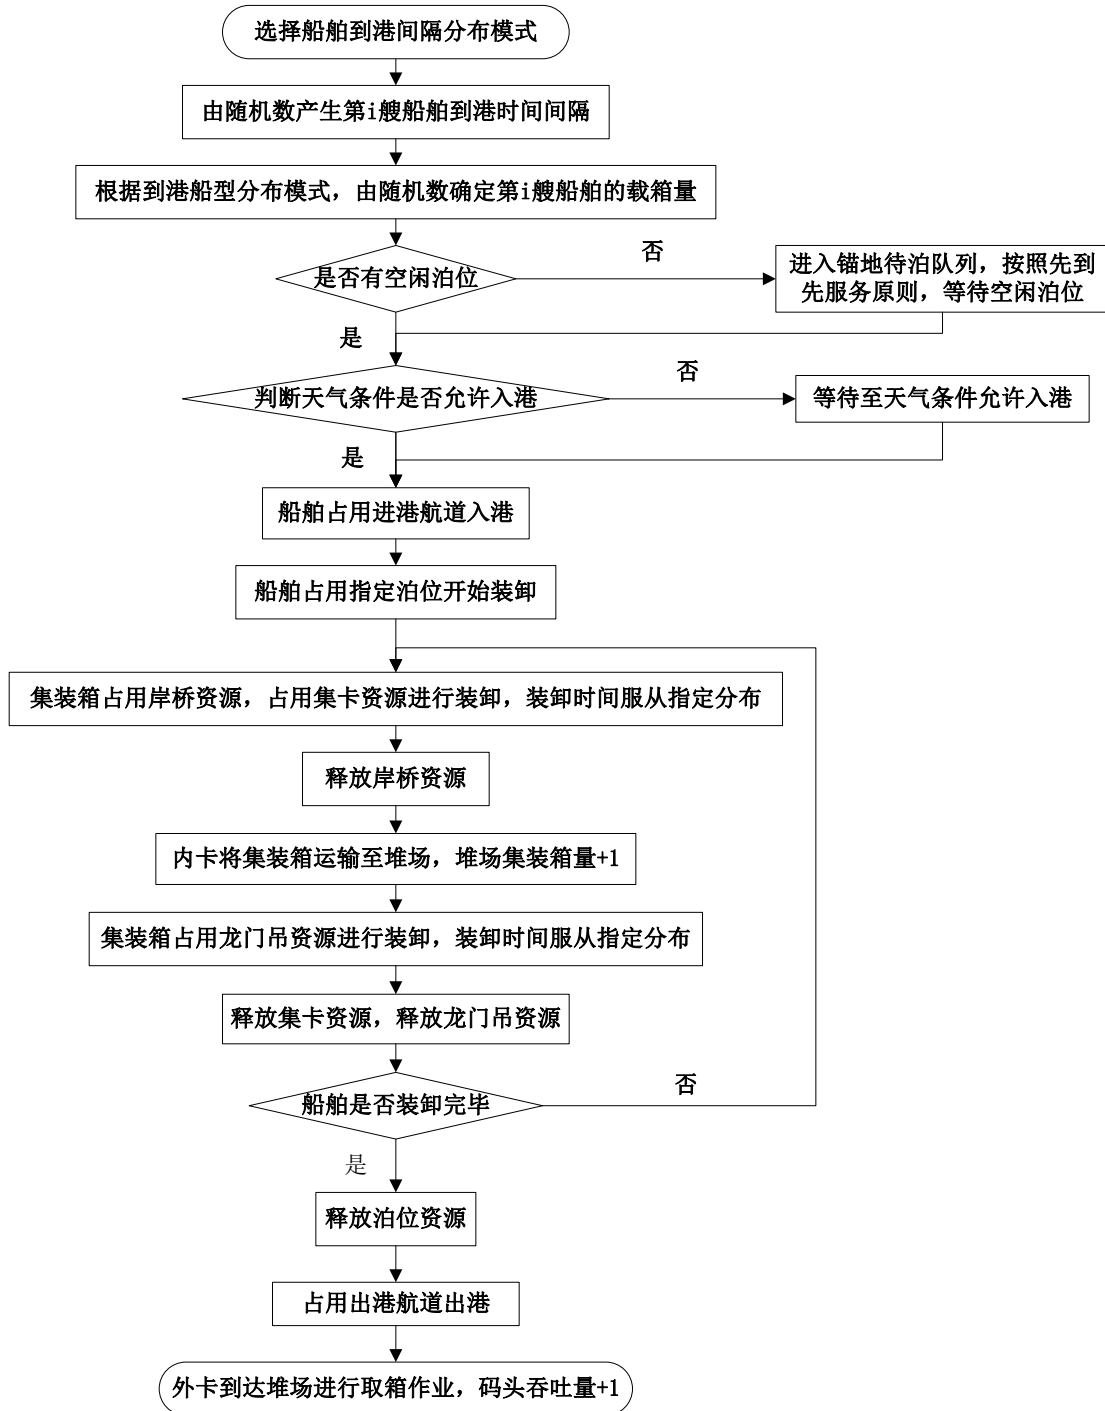 选择船舶到港间隔分布模式
由随机数产生第i艘船舶到港时间间隔
根据到港船型分布模式，由随机数确定第i艘船舶的载箱量
是否有空闲泊位
否
进入锚地待泊队列，按照先到
先服务原则，等待空闲泊位
是
判断天气条件是否允许入港
否
等待至天气条件允许入港
是
船舶占用进港航道入港
船舶占用指定泊位开始装卸
集装箱占用岸桥资源，占用集卡资源进行装卸，装卸时间服从指定分布
释放岸桥资源
内卡将集装箱运输至堆场，堆场集装箱量+1
集装箱占用龙门吊资源进行装卸，装卸时间服从指定分布
释放集卡资源，释放龙门吊资源
船舶是否装卸完毕
否
是
释放泊位资源
占用出港航道出港
外卡到达堆场进行取箱作业，码头吞吐量+1